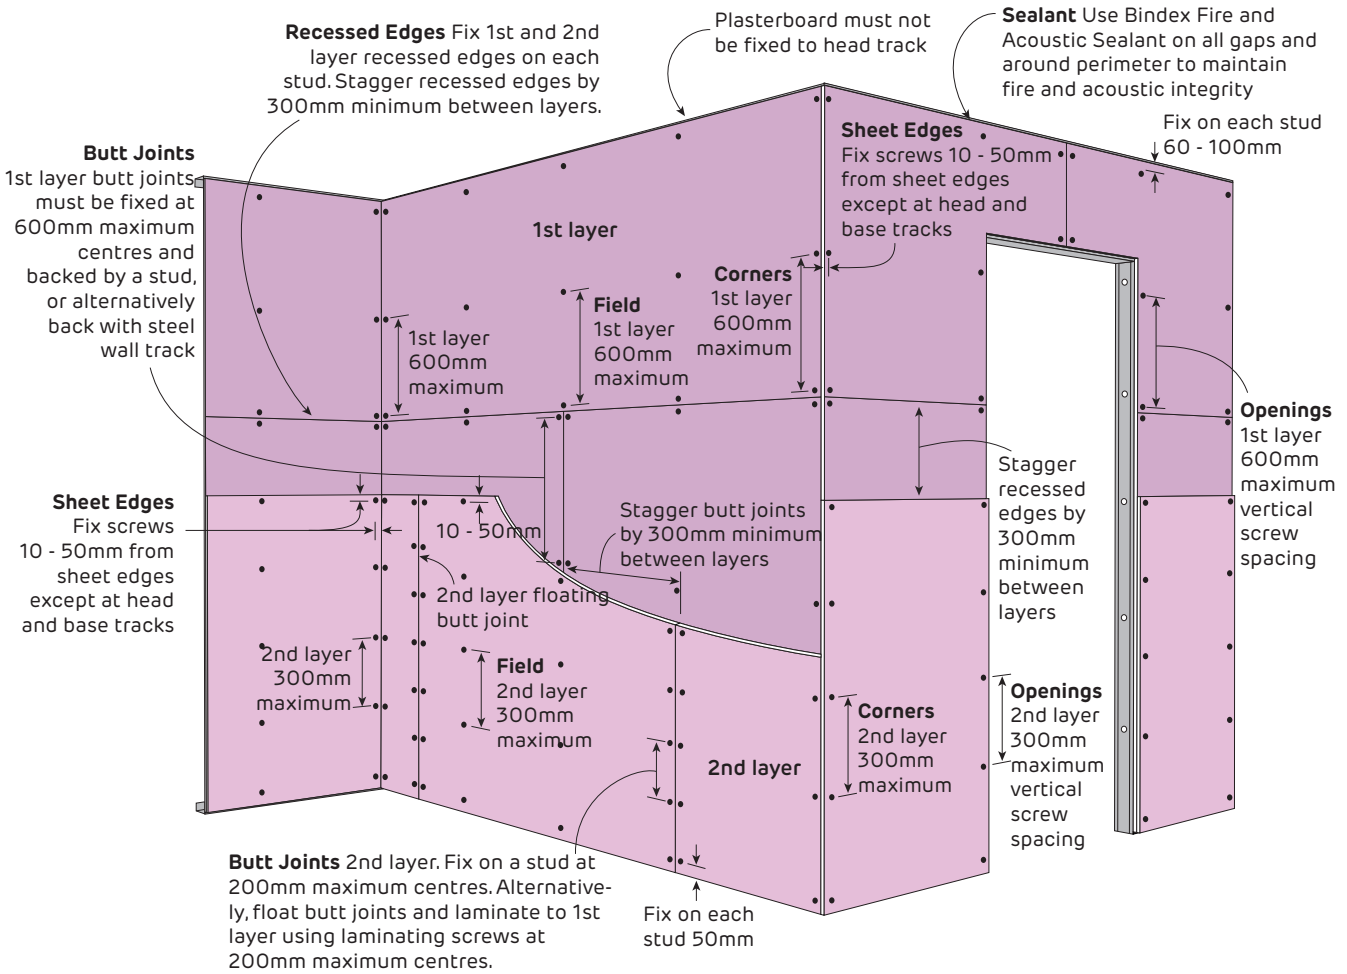 Recessed Edges Fix 1st and 2nd
layer recessed edges on each
stud. Stagger recessed edges by
300mm minimum between layers.
Plasterboard must not
be fixed to head track
Sealant Use Bindex Fire and
Acoustic Sealant on all gaps and
around perimeter to maintain
fire and acoustic integrity
Fix on each stud
60 - 100mm
Butt Joints
1st layer butt joints
must be fixed at
600mm maximum
centres and
backed by a stud,
or alternatively
back with steel
wall track
Sheet Edges
Fix screws 10 - 50mm
from sheet edges
except at head and
base tracks
1st layer
Corners
1st layer
600mm
maximum
Field
1st layer
600mm
maximum
1st layer
600mm
maximum
Openings
1st layer
600mm
maximum
vertical
screw
spacing
Stagger
recessed
edges by
300mm
minimum
between
layers
Sheet Edges
Fix screws
10 - 50mm from
sheet edges
except at head
and base tracks
10 - 50mm
Stagger butt joints
by 300mm minimum
between layers
2nd layer floating
butt joint
2nd layer
300mm
maximum
Field
2nd layer
300mm
maximum
2nd layer
Corners
2nd layer
300mm
maximum
Openings
2nd layer
300mm
maximum
vertical
screw
spacing
Butt Joints 2nd layer. Fix on a stud at
200mm maximum centres. Alternative-
ly, float butt joints and laminate to 1st
layer using laminating screws at
200mm maximum centres.
Fix on each
stud 50mm